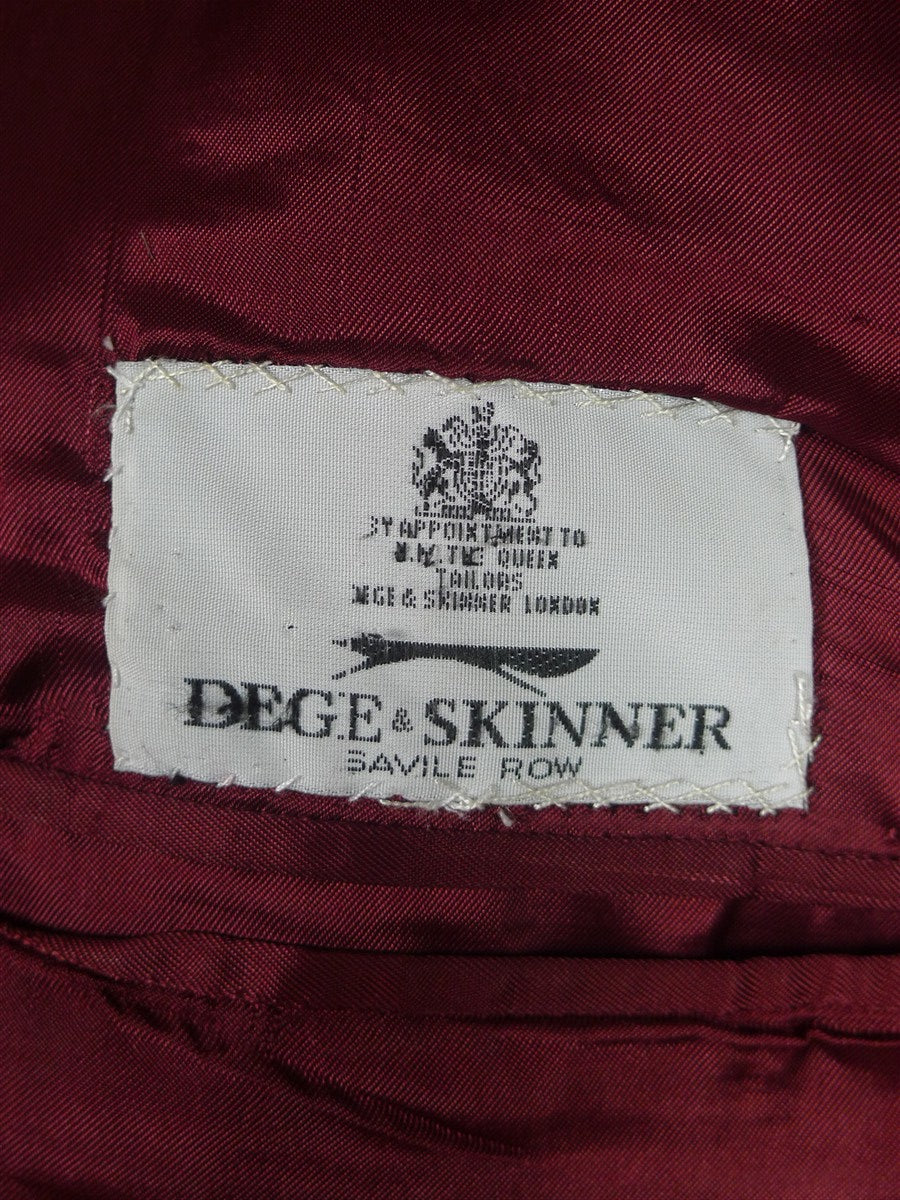 BY APPOINTMENT TO
H.M. THE QUEEN
TAILORS
DEGE & SKINNER LONDON
DEGE & SKINNER
SAVILE ROW